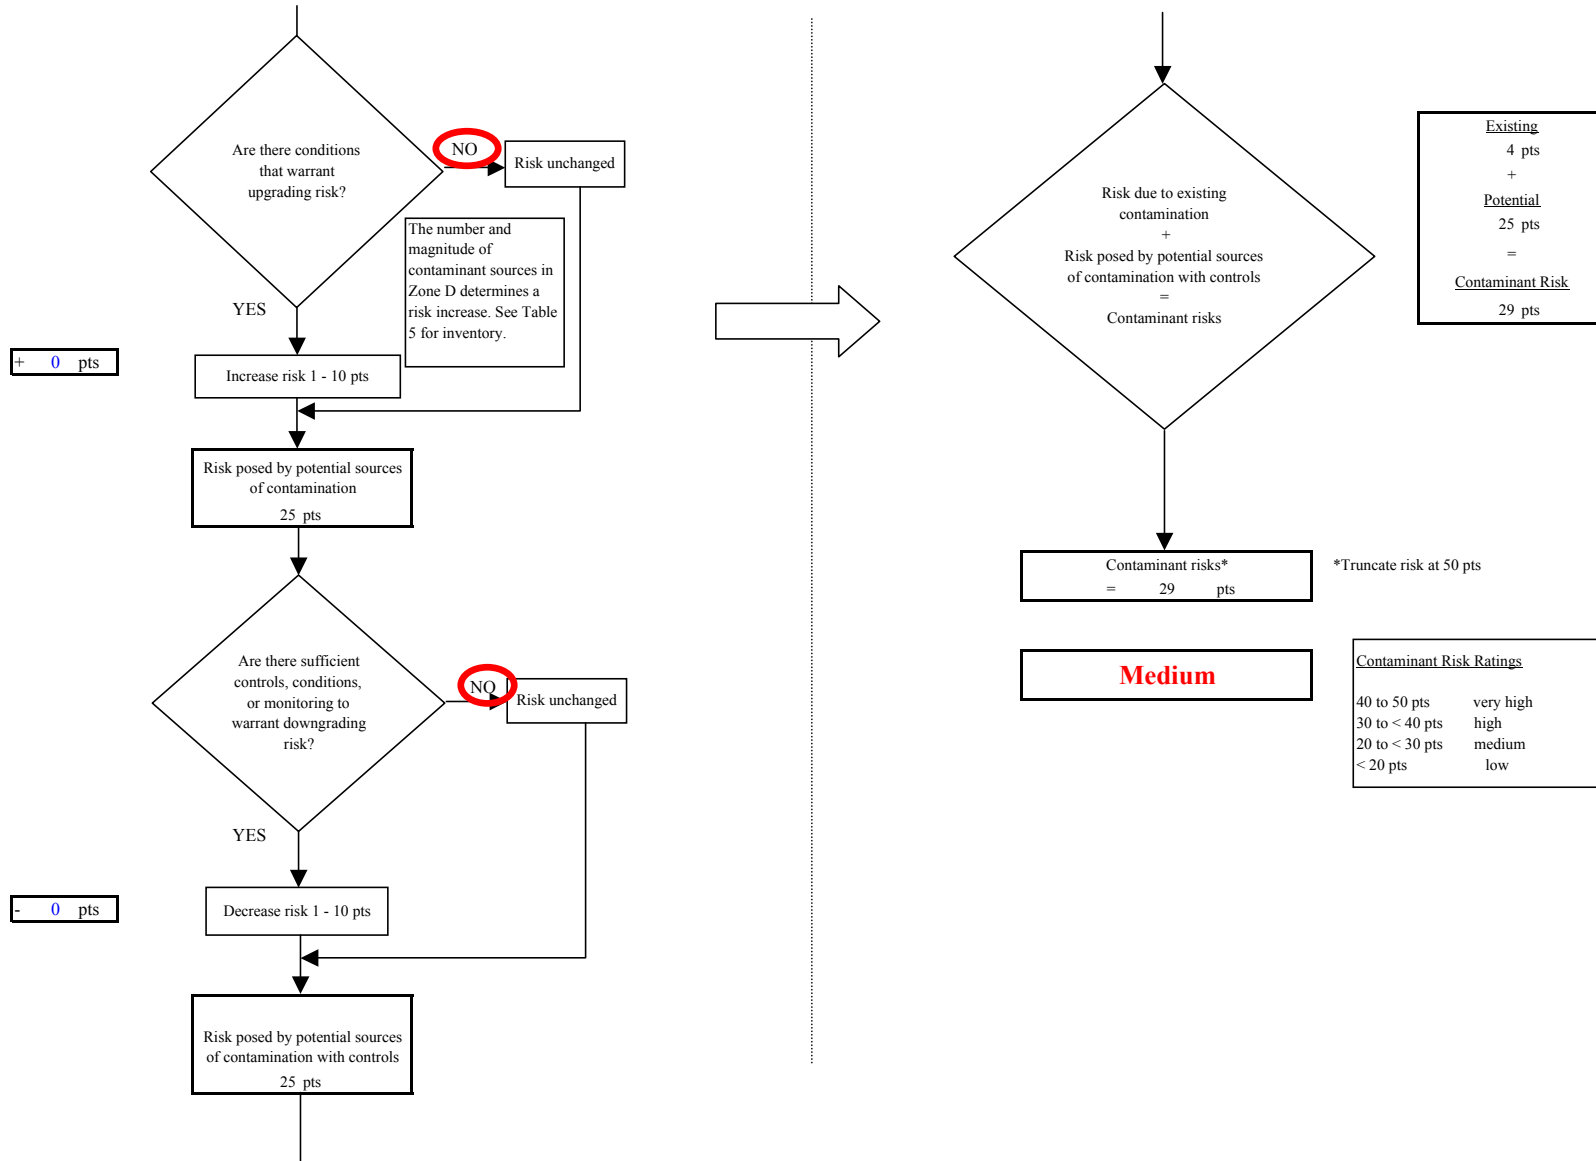 Are there conditions
that warrant
upgrading risk?
NO
Risk unchanged
The number and
magnitude of
contaminant sources in
Zone D determines a
risk increase. See Table
5 for inventory.
YES
+ 0 pts
Increase risk 1 - 10 pts
Risk posed by potential sources
of contamination
25 pts
Are there sufficient
controls, conditions,
or monitoring to
warrant downgrading
risk?
NO
Risk unchanged
YES
- 0 pts
Decrease risk 1 - 10 pts
Risk posed by potential sources
of contamination with controls
25 pts
Risk due to existing
contamination
+
Risk posed by potential sources
of contamination with controls
=
Contaminant risks
Existing
4 pts
+
Potential
25 pts
=
Contaminant Risk
29 pts
Contaminant risks*
= 29 pts
*Truncate risk at 50 pts
Medium
Contaminant Risk Ratings
40 to 50 pts very high
30 to < 40 pts high
20 to < 30 pts medium
< 20 pts low